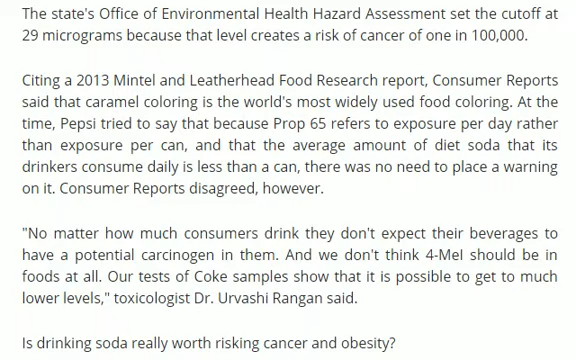 The state's Office of Environmental Health Hazard Assessment set the cutoff at
29 micrograms because that level creates a risk of cancer of one in 100,000.
Citing a 2013 Mintel and Leatherhead Food Research report, Consumer Reports
said that caramel coloring is the world's most widely used food coloring. At the
time, Pepsi tried to say that because Prop 65 refers to exposure per day rather
than exposure per can, and that the average amount of diet soda that its
drinkers consume daily is less than a can, there was no need to place a warning
on it. Consumer Reports disagreed, however.
"No matter how much consumers drink they don't expect their beverages to
have a potential carcinogen in them. And we don't think 4-MeI should be in
foods at all. Our tests of Coke samples show that it is possible to get to much
lower levels," toxicologist Dr. Urvashi Rangan said.
Is drinking soda really worth risking cancer and obesity?